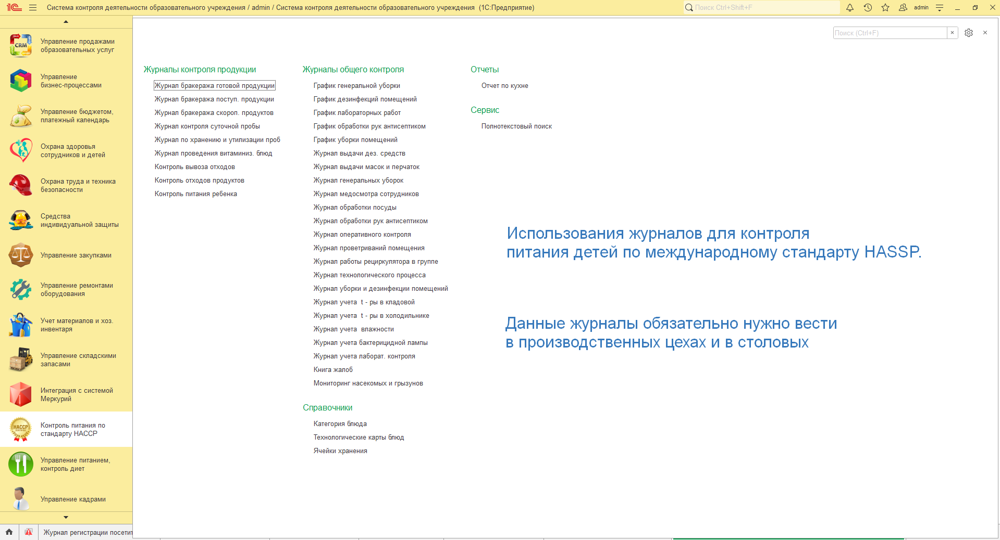 1С Система контроля деятельности образовательного учреждения / admin / Система контроля деятельности образовательного учреждения (1С:Предприятие)
Поиск Ctrl+Shift+F
admin
Управление продажами
образовательных услуг
Управление
бизнес-процессами
Управление бюджетом,
платежный календарь
Охрана здоровья
сотрудников и детей
Охрана труда и техника
безопасности
Средства
индивидуальной защиты
Управление закупками
Управление ремонтами
оборудования
Учет материалов и хоз.
инвентаря
Управление складскими
запасами
Интеграция с системой
Меркурий
Контроль питания по
стандарту HACCP
Управление питанием,
контроль диет
Управление кадрами
CRM
HACCP
Поиск (Ctrl+F)
Журналы контроля продукции
Журнал бракеража готовой продукции
Журнал бракеража поступ. продукции
Журнал бракеража скороп. продуктов
Журнал контроля суточной пробы
Журнал по хранению и утилизации проб
Журнал проведения витаминиз. блюд
Контроль вывоза отходов
Контроль отходов продуктов
Контроль питания ребенка
Журналы общего контроля
График генеральной уборки
График дезинфекций помещений
График лабораторных работ
График обработки рук антисептиком
График уборки помещений
Журнал выдачи дез. средств
Журнал выдачи масок и перчаток
Журнал генеральных уборок
Журнал медосмотра сотрудников
Журнал обработки посуды
Журнал обработки рук антисептиком
Журнал оперативного контроля
Журнал проветриваний помещения
Журнал работы рециркулятора в группе
Журнал технологического процесса
Журнал уборки и дезинфекции помещений
Журнал учета t - ры в кладовой
Журнал учета t - ры в холодильнике
Журнал учета влажности
Журнал учета бактерицидной лампы
Журнал учета лаборат. контроля
Книга жалоб
Мониторинг насекомых и грызунов
Справочники
Категория блюда
Технологические карты блюд
Ячейки хранения
Отчеты
Отчет по кухне
Сервис
Полнотекстовый поиск
Использования журналов для контроля
питания детей по международному стандарту HASSP.
Данные журналы обязательно нужно вести
в производственных цехах и в столовых
Журнал регистрации посети